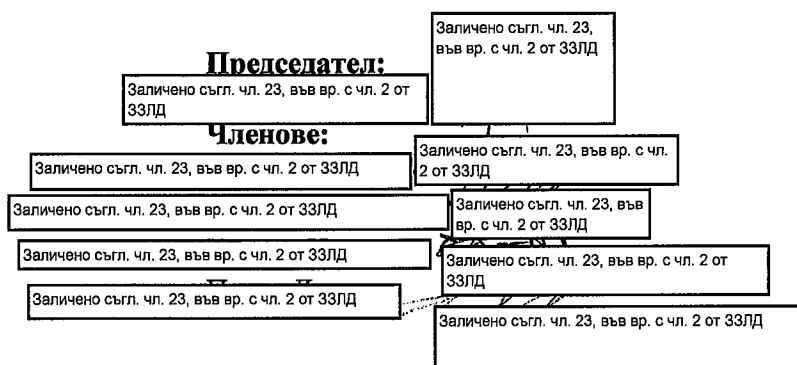 Заличено съгл. чл. 23,
във вр. с чл. 2 от ЗЗЛД
Председател:
Заличено съгл. чл. 23, във вр. с чл. 2 от
ЗЗЛД
Членове:
Заличено съгл. чл. 23, във вр. с чл.
2 от ЗЗЛД
Заличено съгл. чл. 23, във вр. с чл. 2 от ЗЗЛД
Заличено съгл. чл. 23, във вр. с чл. 2 от ЗЗЛД
Заличено съгл. чл. 23, във
вр. с чл. 2 от ЗЗЛД
Заличено съгл. чл. 23, във вр. с чл. 2 от ЗЗЛД
Заличено съгл. чл. 23, във вр. с чл. 2 от
ЗЗЛД
Заличено съгл. чл. 23, във вр. с чл. 2 от ЗЗЛД
Заличено съгл. чл. 23, във вр. с чл. 2 от ЗЗЛД